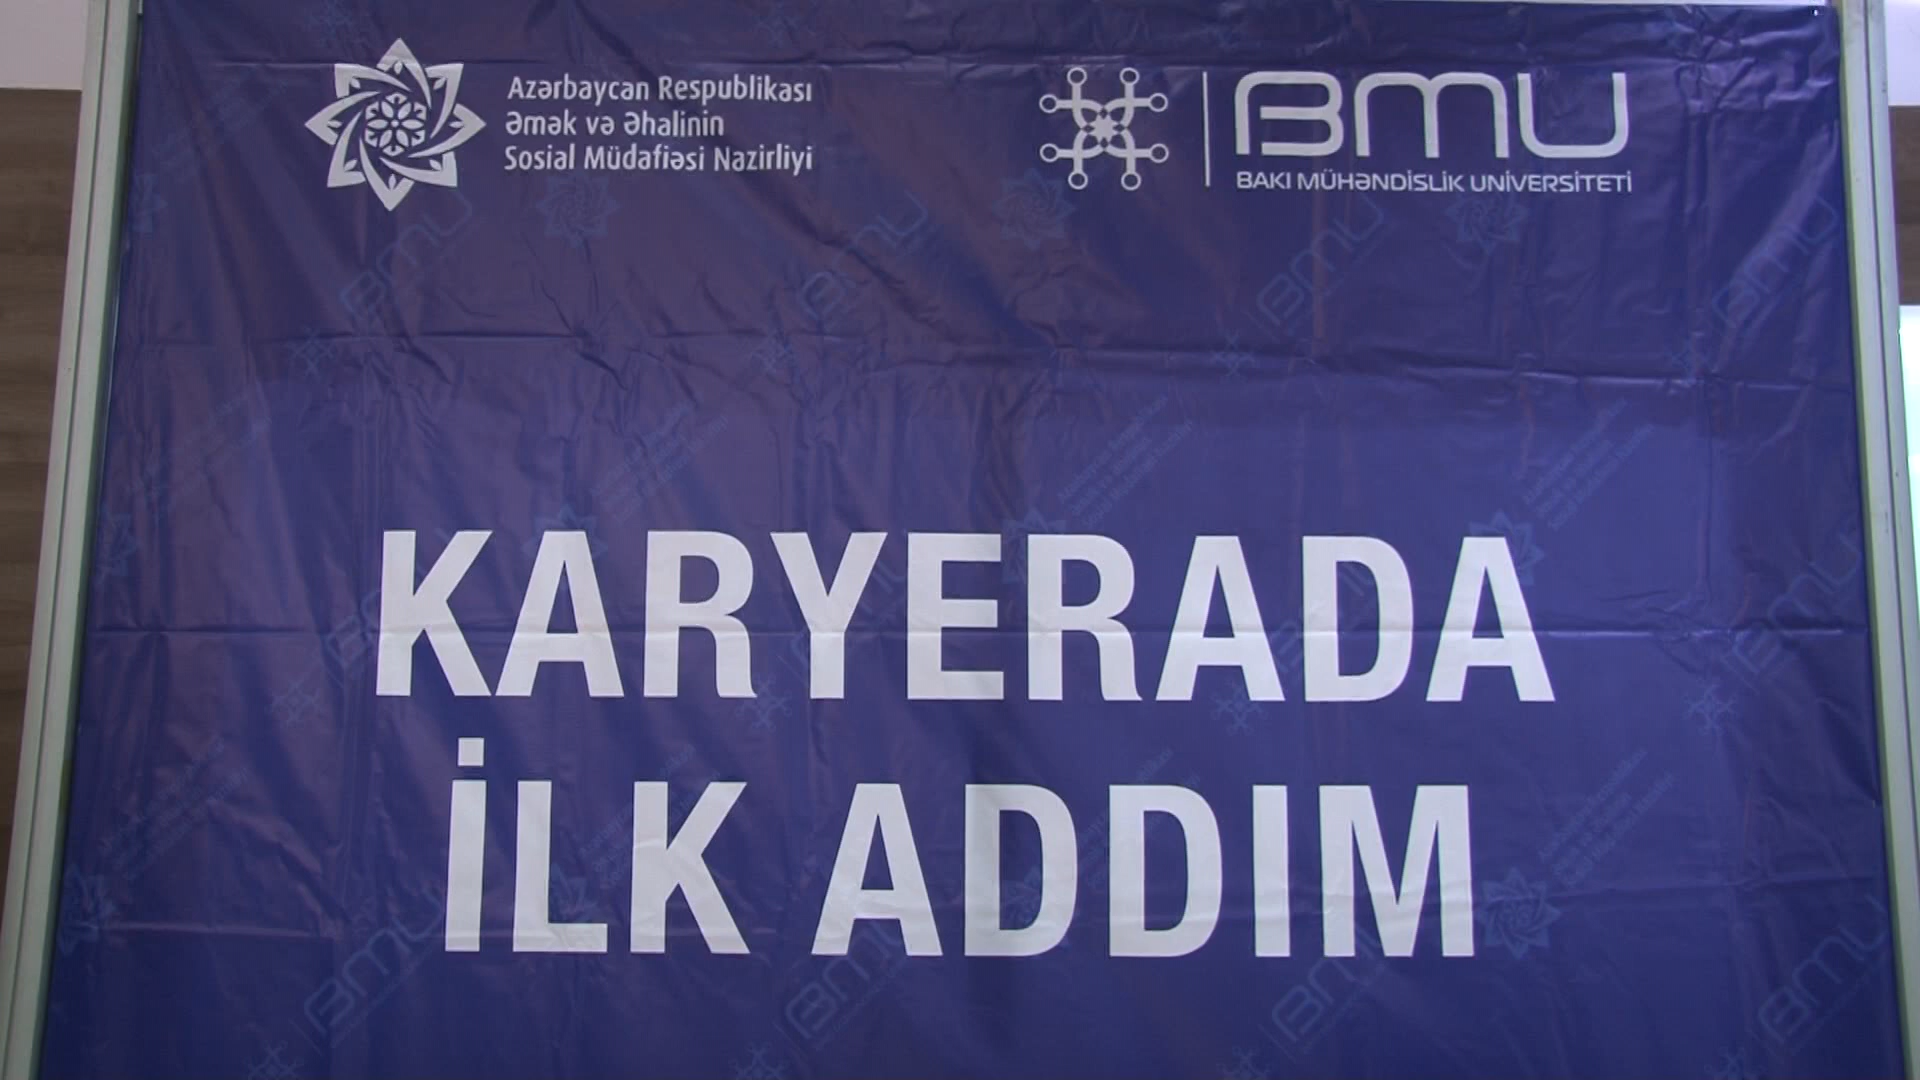 Azərbaycan Respublikası
Əmək və Əhalinin
Sosial Müdafiəsi Nazirliyi
BMU
BAKI MÜHƏNDİSLİK UNİVERSİTETİ
KARYERADA
İLK ADDIM